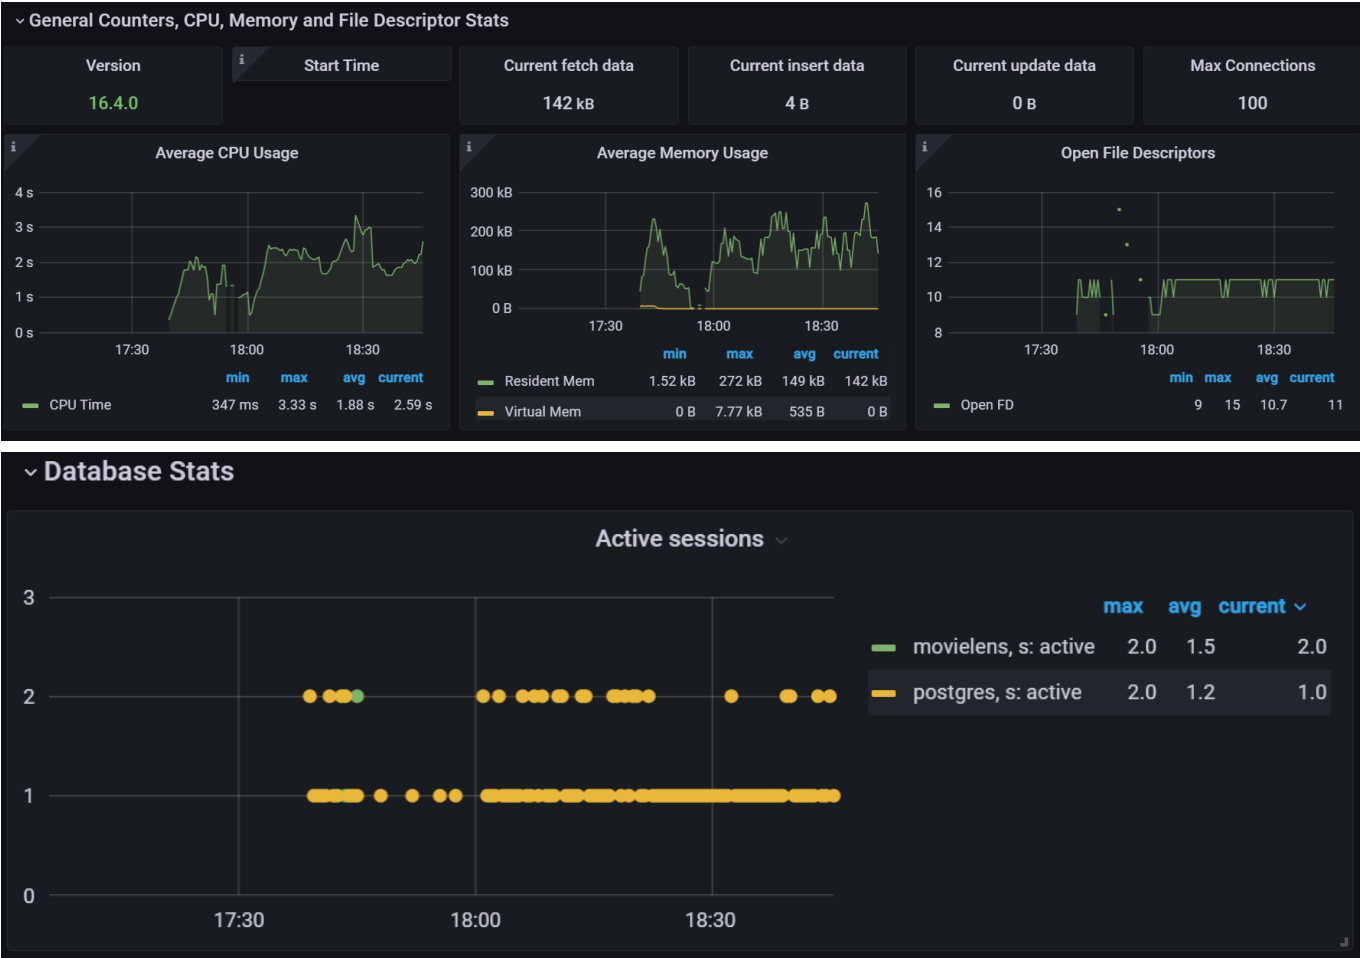 General Counters, CPU, Memory and File Descriptor Stats
Version
16.4.0
i
Start Time
Current fetch data
142 kB
Current insert data
4 B
Current update data
0 B
Max Connections
100
i
Average CPU Usage
4 s
3 s
2 s
1 s
0 s
17:30 18:00 18:30
min max avg current
CPU Time 347 ms 3.33 s 1.88 s 2.59 s
i
Average Memory Usage
300 kB
200 kB
100 kB
0 B
17:30 18:00 18:30
min max avg current
Resident Mem 1.52 kB 272 kB 149 kB 142 kB
Virtual Mem 0 B 7.77 kB 535 B 0 B
i
Open File Descriptors
16
14
12
10
8
17:30 18:00 18:30
min max avg current
Open FD 9 15 10.7 11
Database Stats
Active sessions
3
2
1
0
17:30 18:00 18:30
max avg current
movielens, s: active 2.0 1.5 2.0
postgres, s: active 2.0 1.2 1.0